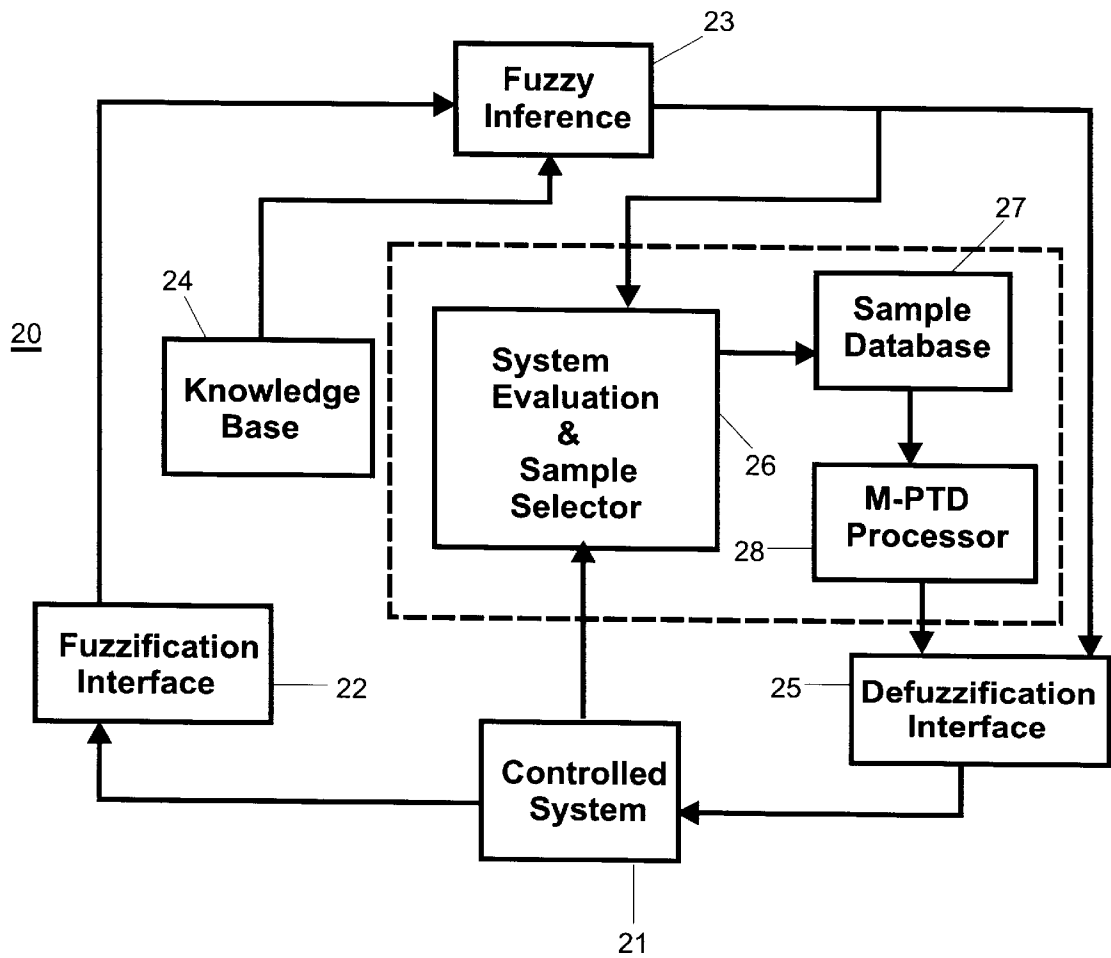 23
Fuzzy
Inference
27
24
Sample
Database
20
System
Evaluation
&
Sample
Selector
Knowledge
Base
26
M-PTD
Processor
28
Fuzzification
Interface
22
25
Defuzzification
Interface
Controlled
System
21